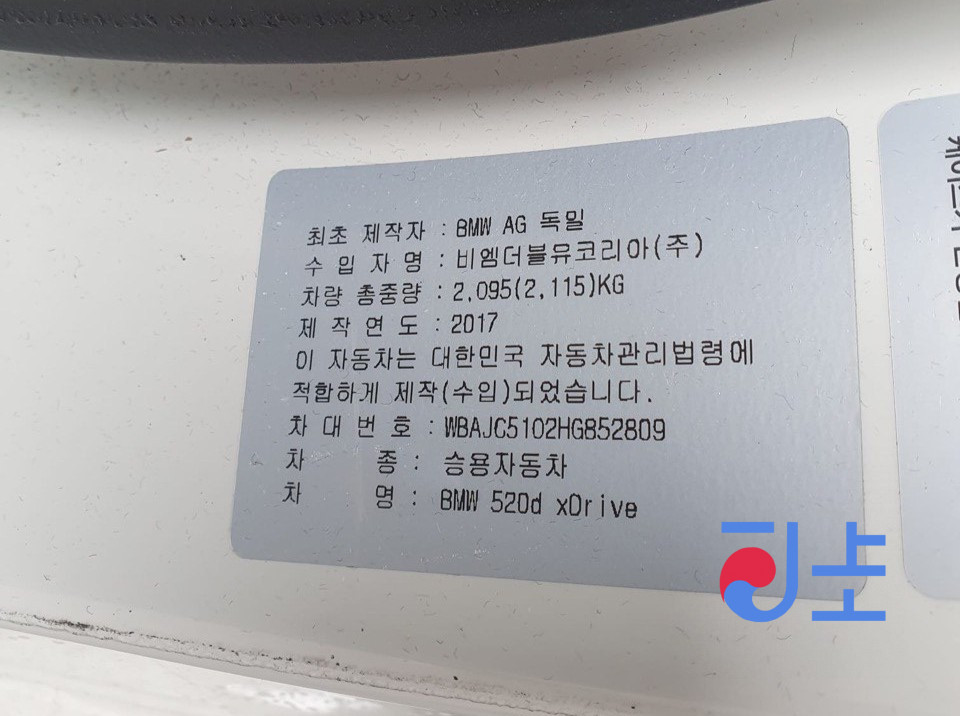 최초 제작자 : BMW AG 독일
수 입 자 명 : 비엠더블유코리아(주)
차량 총중량 : 2,095(2,115)KG
제 작 연 도 : 2017
이 자동차는 대한민국 자동차관리법령에
적합하게 제작(수입)되었습니다.
차 대 번 호 : WBAJC5102HG852809
차 종 : 승용자동차
차 명 : BMW 520d xDrive